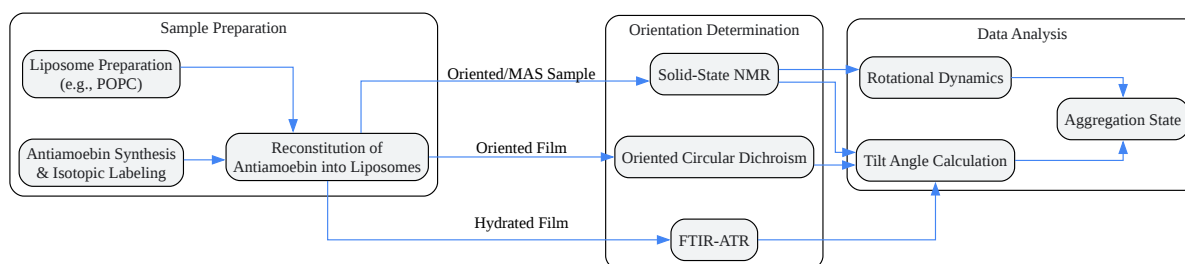 Sample Preparation
Liposome Preparation
(e.g., POPC)
Antiamoebin Synthesis
& Isotopic Labeling
Reconstitution of
Antiamoebin into Liposomes
Oriented/MAS Sample
Oriented Film
Hydrated Film
Orientation Determination
Solid-State NMR
Oriented Circular Dichroism
FTIR-ATR
Data Analysis
Rotational Dynamics
Tilt Angle Calculation
Aggregation State